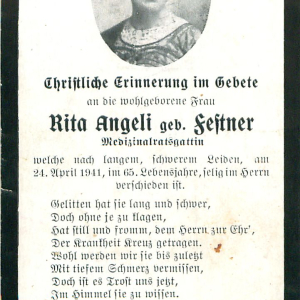 Christliche Erinnerung im Gebete
an die wohlgeborene Frau
Rita Angeli geb. Festner
Medizinalratsgattin
welche nach langem, schwerem Leiden, am
24. April 1941, im 65. Lebensjahre, selig im Herrn
verschieden ist.
Gelitten hat sie lang und schwer,
Doch ohne je zu klagen,
Hat still und fromm, dem Herrn zur Ehr',
Der Krankheit Kreuz getragen.
Wohl werden wir sie bis zuletzt
Mit tiefem Schmerz vermissen,
Doch ist es Trost uns jetzt,
Im Himmel sie zu wissen.